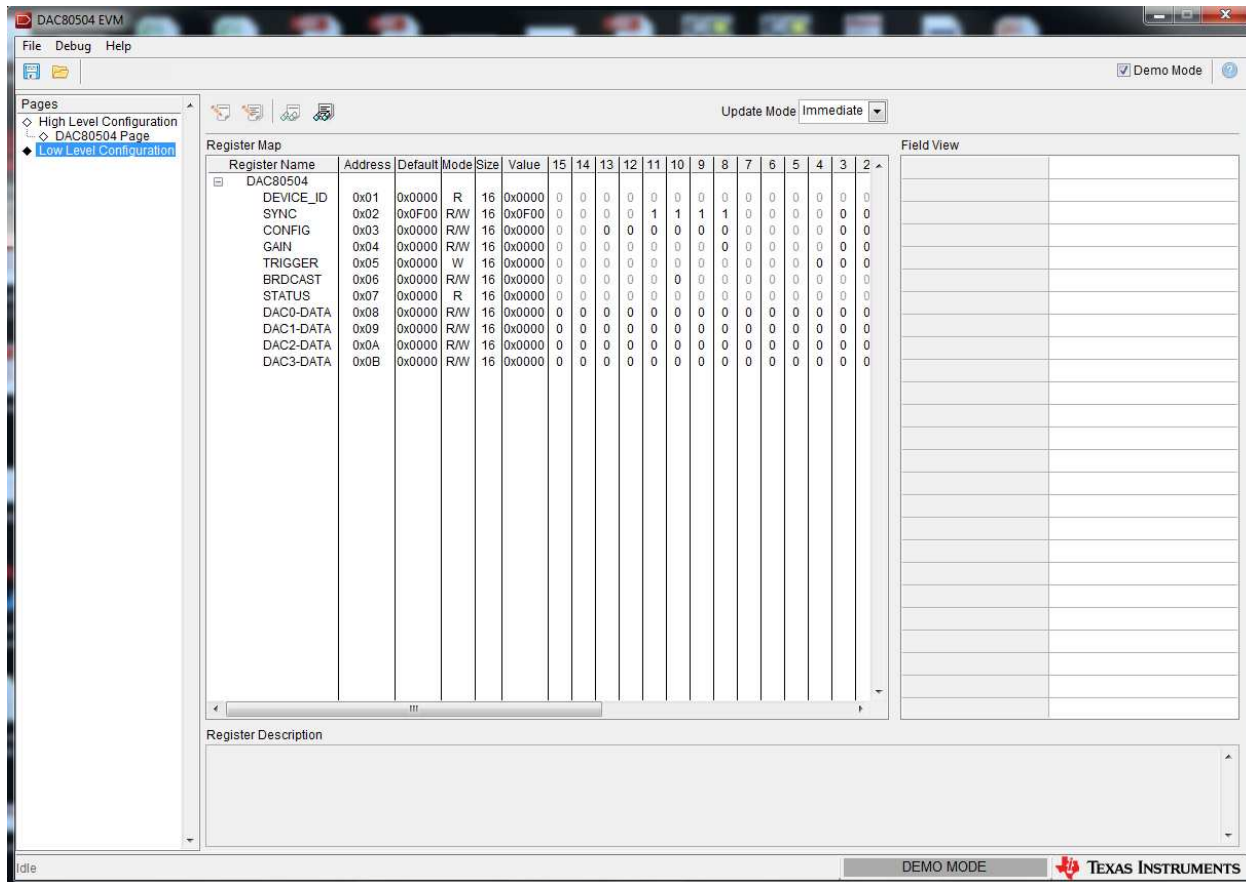 DAC80504 EVM
File Debug Help
Demo Mode
Pages
High Level Configuration
DAC80504 Page
Low Level Configuration
Update Mode Immediate
Register Map
Field View
Register Name Address Default Mode Size Value 15 14 13 12 11 10 9 8 7 6 5 4 3 2
DAC80504
DEVICE_ID 0x01 0x0000 R 16 0x0000 0 0 0 0 0 0 0 0 0 0 0 0 0 0
SYNC 0x02 0x0F00 R/W 16 0x0F00 0 0 0 0 1 1 1 1 0 0 0 0 0 0
CONFIG 0x03 0x0000 R/W 16 0x0000 0 0 0 0 0 0 0 0 0 0 0 0 0 0
GAIN 0x04 0x0000 R/W 16 0x0000 0 0 0 0 0 0 0 0 0 0 0 0 0 0
TRIGGER 0x05 0x0000 W 16 0x0000 0 0 0 0 0 0 0 0 0 0 0 0 0 0
BRDCAST 0x06 0x0000 R/W 16 0x0000 0 0 0 0 0 0 0 0 0 0 0 0 0 0
STATUS 0x07 0x0000 R 16 0x0000 0 0 0 0 0 0 0 0 0 0 0 0 0 0
DAC0-DATA 0x08 0x0000 R/W 16 0x0000 0 0 0 0 0 0 0 0 0 0 0 0 0 0
DAC1-DATA 0x09 0x0000 R/W 16 0x0000 0 0 0 0 0 0 0 0 0 0 0 0 0 0
DAC2-DATA 0x0A 0x0000 R/W 16 0x0000 0 0 0 0 0 0 0 0 0 0 0 0 0 0
DAC3-DATA 0x0B 0x0000 R/W 16 0x0000 0 0 0 0 0 0 0 0 0 0 0 0 0 0
Register Description
Idle
DEMO MODE
TEXAS INSTRUMENTS